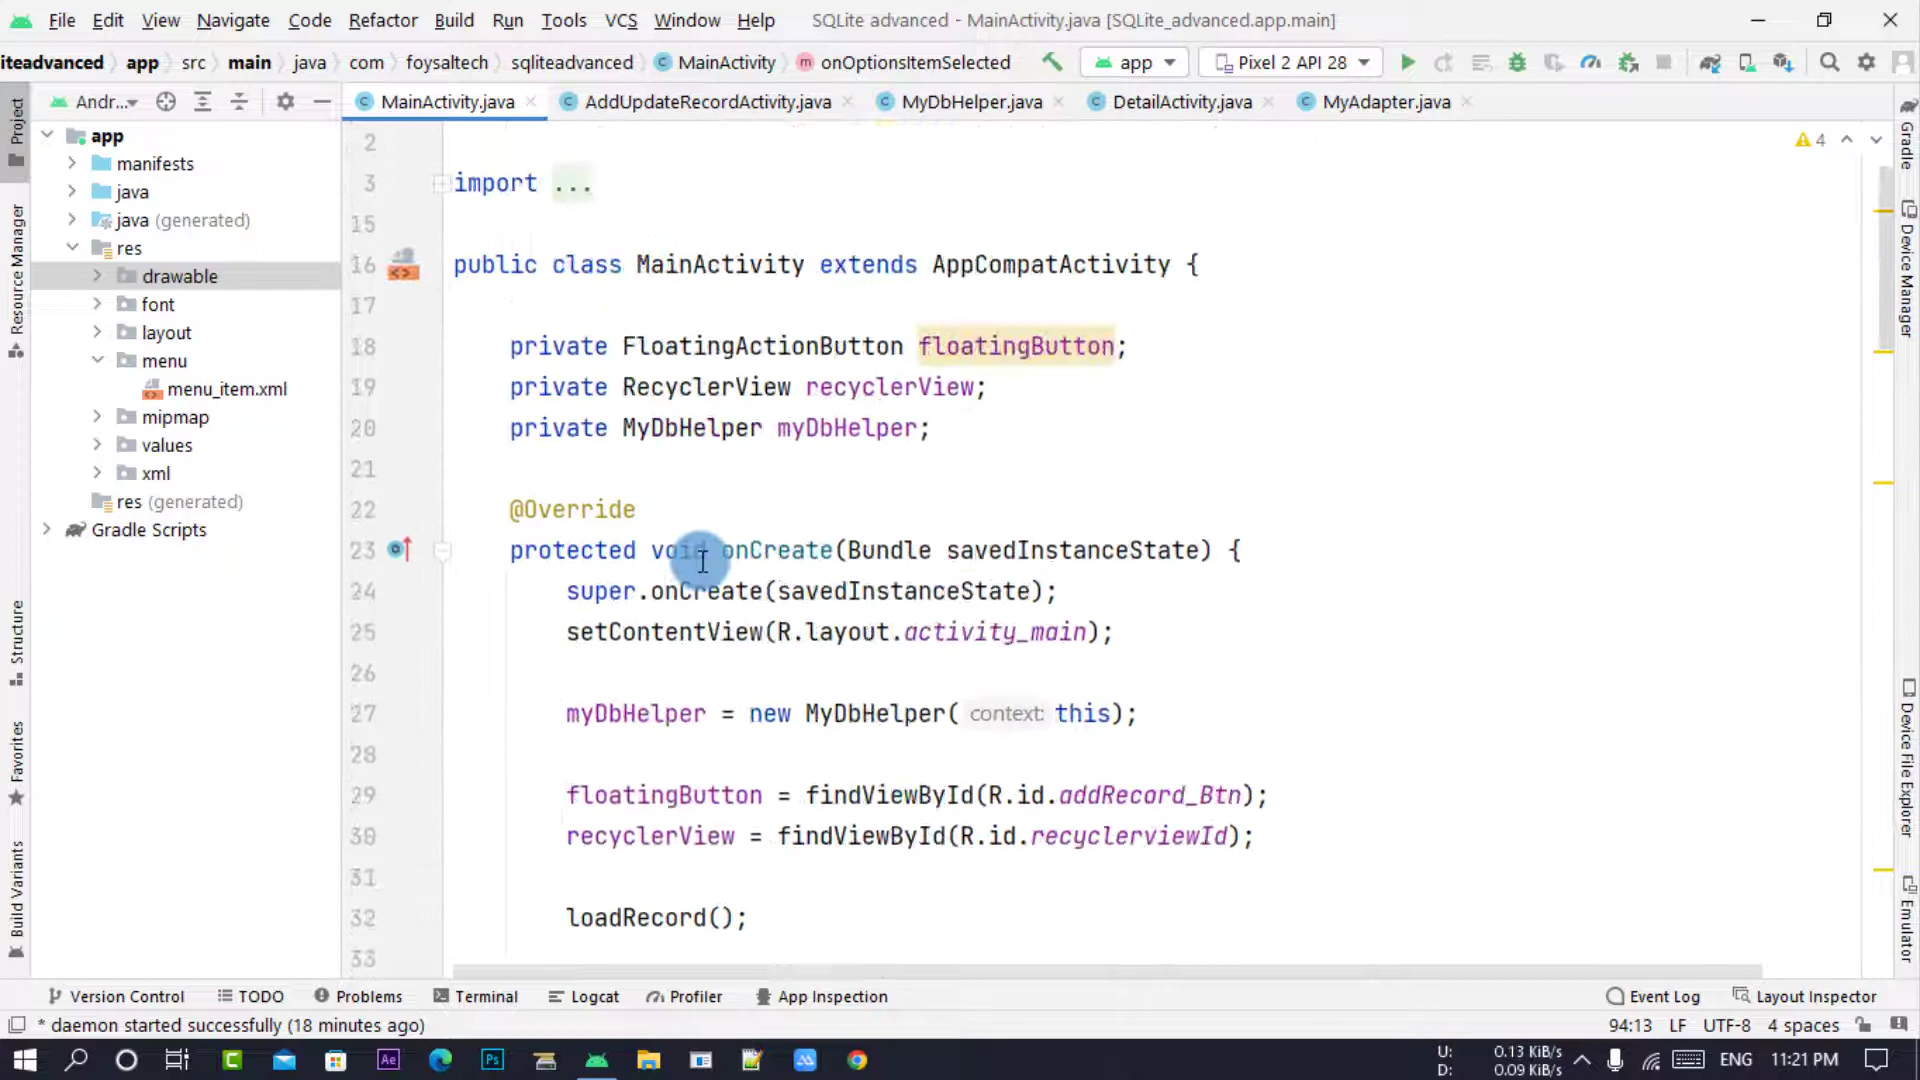 File Edit View Navigate Code Refactor Build Run Tools VCS Window Help SQLite advanced - MainActivity.java [SQLite_advanced.app.main]
iteadvanced app src main java com foysaltech sqliteadvanced MainActivity onOptionsItemSelected app Pixel 2 API 28
Andr... MainActivity.java AddUpdateRecordActivity.java MyDbHelper.java DetailActivity.java MyAdapter.java
Project
Resource Manager
Structure
Favorites
Build Variants
app
manifests
java
java (generated)
res
drawable
font
layout
menu
menu_item.xml
mipmap
values
xml
res (generated)
Gradle Scripts
4
2
3 import ...
15
16 public class MainActivity extends AppCompatActivity {
17
18 private FloatingActionButton floatingButton;
19 private RecyclerView recyclerView;
20 private MyDbHelper myDbHelper;
21
22 @Override
23 protected void onCreate(Bundle savedInstanceState) {
24 super.onCreate(savedInstanceState);
25 setContentView(R.layout.activity_main);
26
27 myDbHelper = new MyDbHelper( context: this);
28
29 floatingButton = findViewById(R.id.addRecord_Btn);
30 recyclerView = findViewById(R.id.recyclerviewId);
31
32 loadRecord();
33
Gradle
Device Manager
Device File Explorer
Emulator
Version Control TODO Problems Terminal Logcat Profiler App Inspection Event Log Layout Inspector
* daemon started successfully (18 minutes ago) 94:13 LF UTF-8 4 spaces
Ae Ps U: 0.13 KiB/s ENG 11:21 PM
D: 0.09 KiB/s